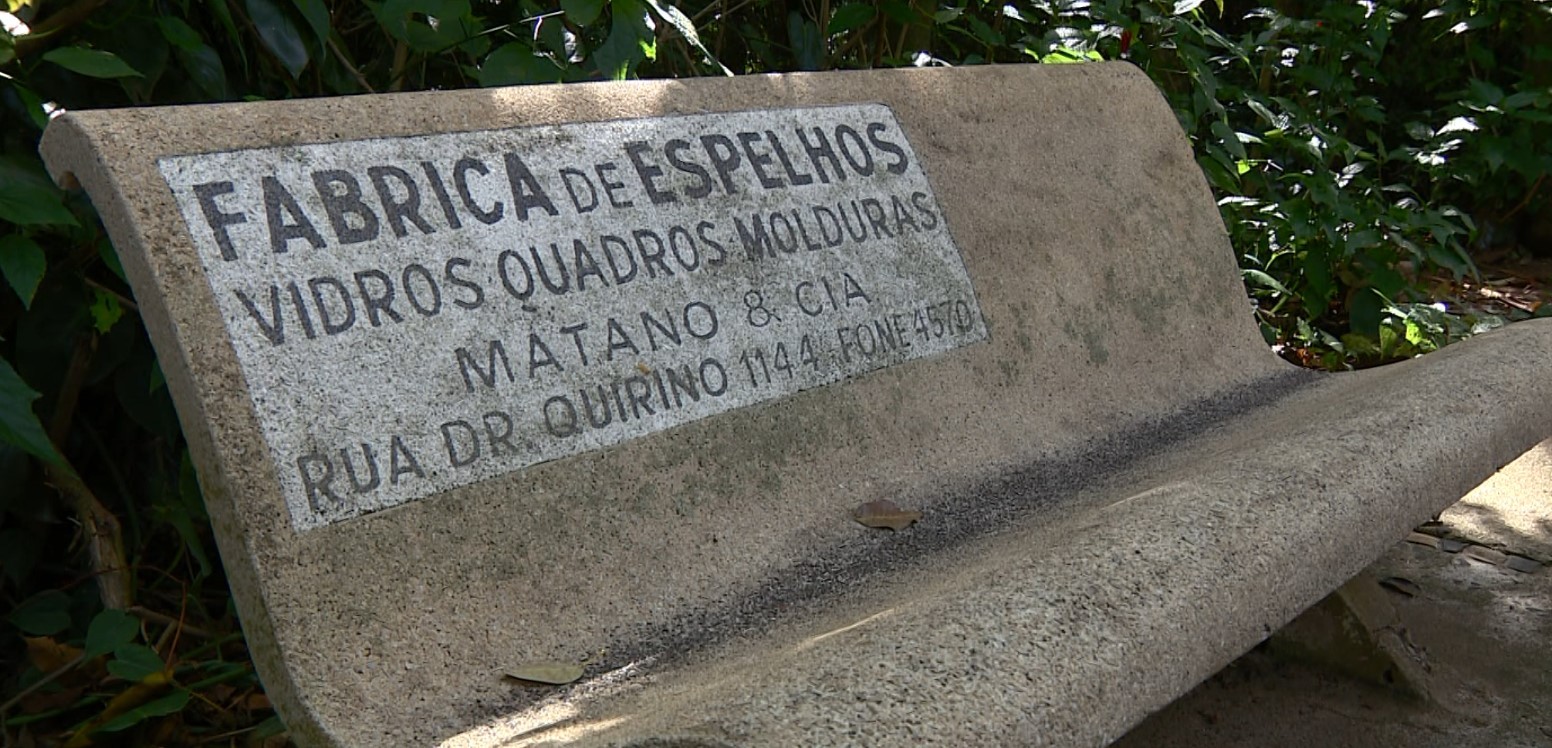 FABRICA DE ESPELHOS
VIDROS QUADROS MOLDURAS
MATANO & CIA
RUA DR. QUIRINO 1144 FONE 4570